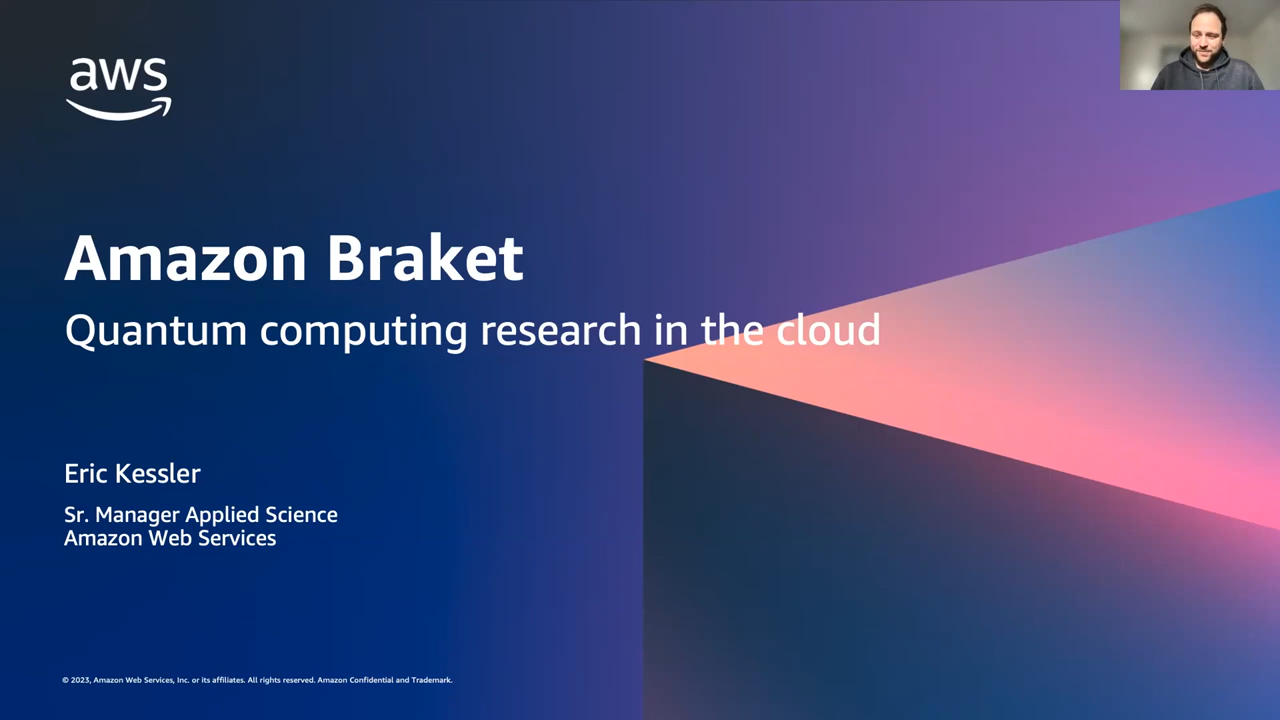 aws
Amazon Braket
Quantum computing research in the cloud
Eric Kessler
Sr. Manager Applied Science
Amazon Web Services
© 2023, Amazon Web Services, Inc. or its affiliates. All rights reserved. Amazon Confidential and Trademark.